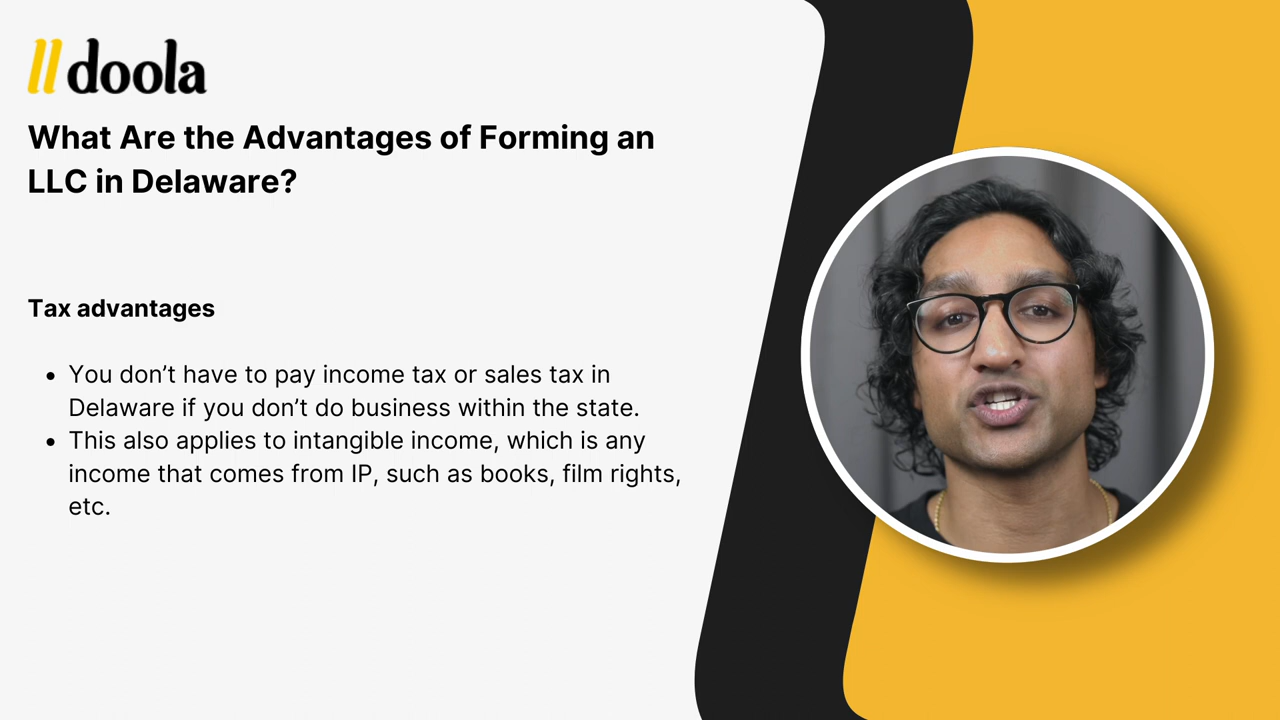 doola
What Are the Advantages of Forming an
LLC in Delaware?
Tax advantages
• You don’t have to pay income tax or sales tax in
Delaware if you don’t do business within the state.
• This also applies to intangible income, which is any
income that comes from IP, such as books, film rights,
etc.